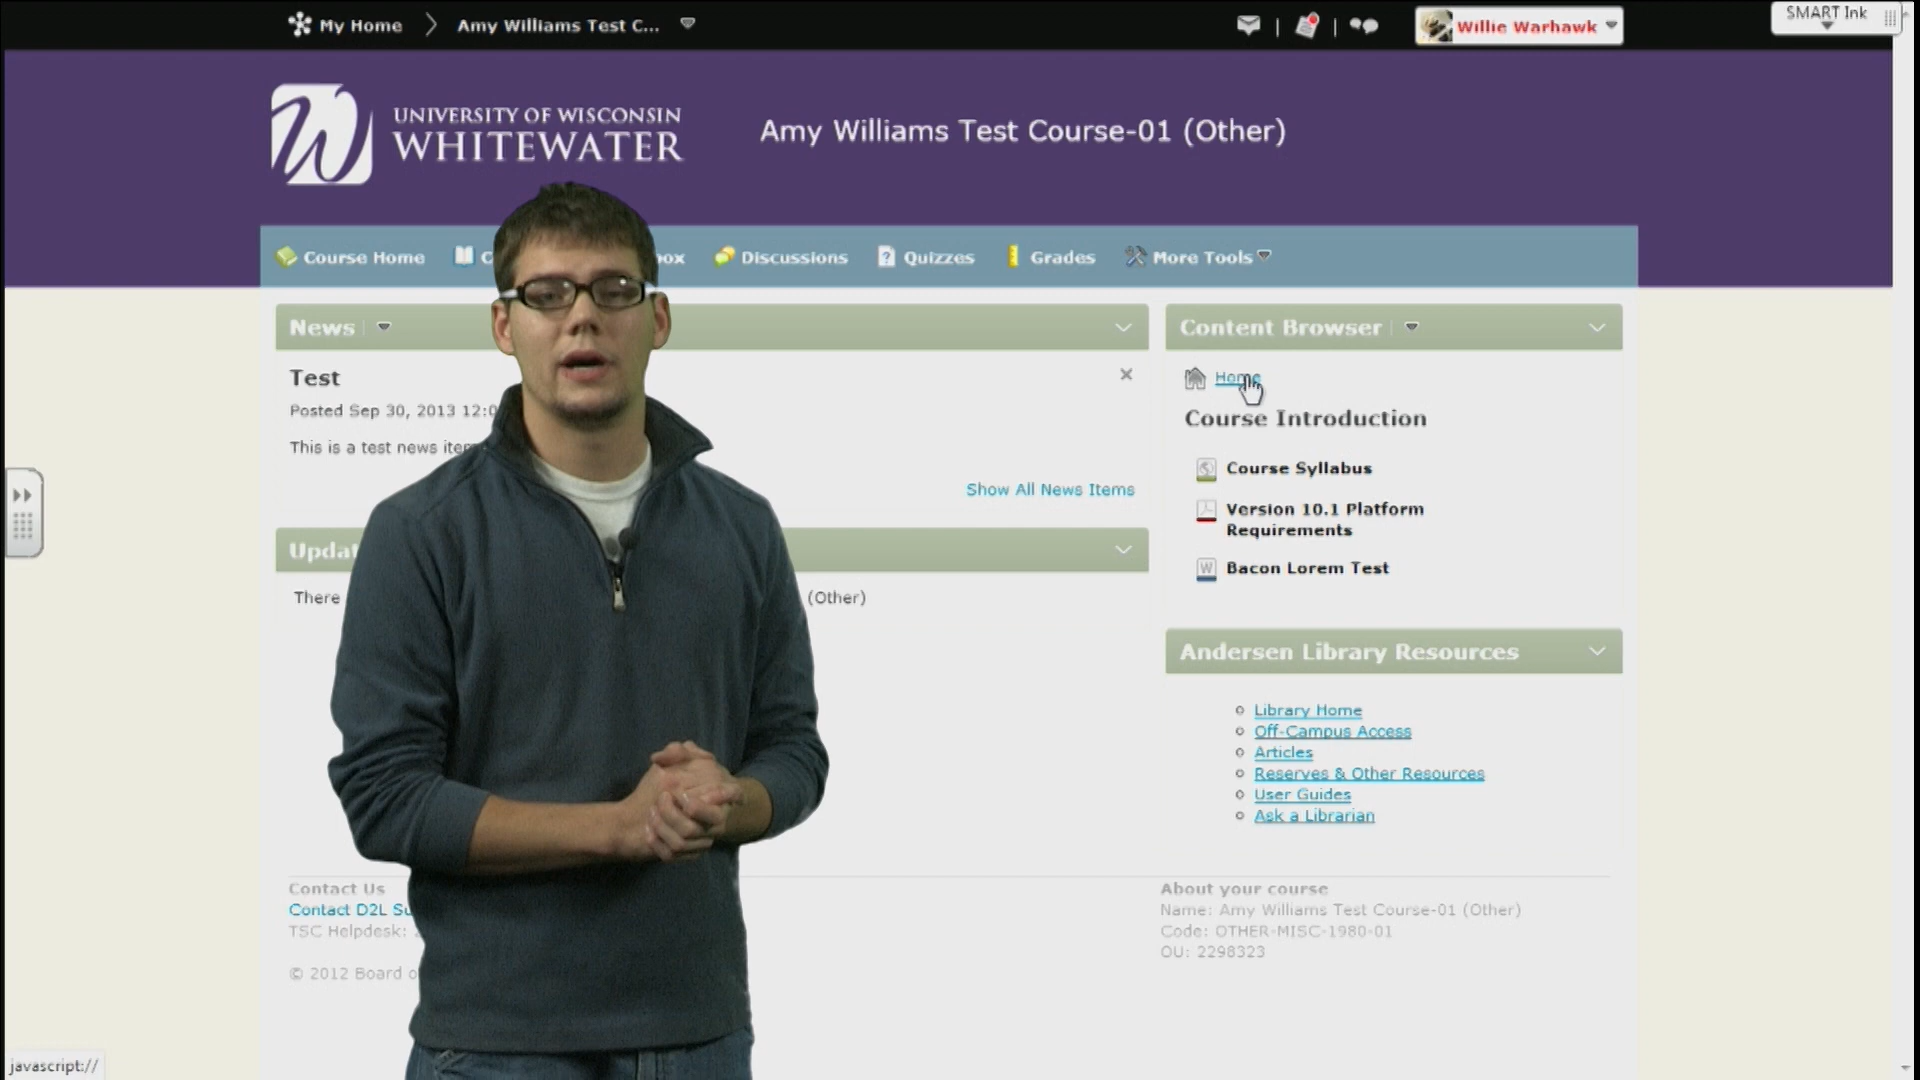 My Home
Amy Williams Test C...
Willie Warhawk
SMART Ink
UNIVERSITY OF WISCONSIN
WHITEWATER
Amy Williams Test Course-01 (Other)
Course Home
Discussions
Quizzes
Grades
More Tools
News
Test
Posted Sep 30, 2013
This is a test news
Show All News Items
There
(Other)
Content Browser
Home
Course Introduction
Course Syllabus
Version 10.1 Platform
Requirements
Bacon Lorem Test
Andersen Library Resources
Library Home
Off-Campus Access
Articles
Reserves & Other Resources
User Guides
Ask a Librarian
Contact Us
Contact D2L
TSC Helpdesk:
© 2012 Board
About your course
Name: Amy Williams Test Course-01 (Other)
Code: OTHER-MISC-1980-01
OU: 2298323
javascript://